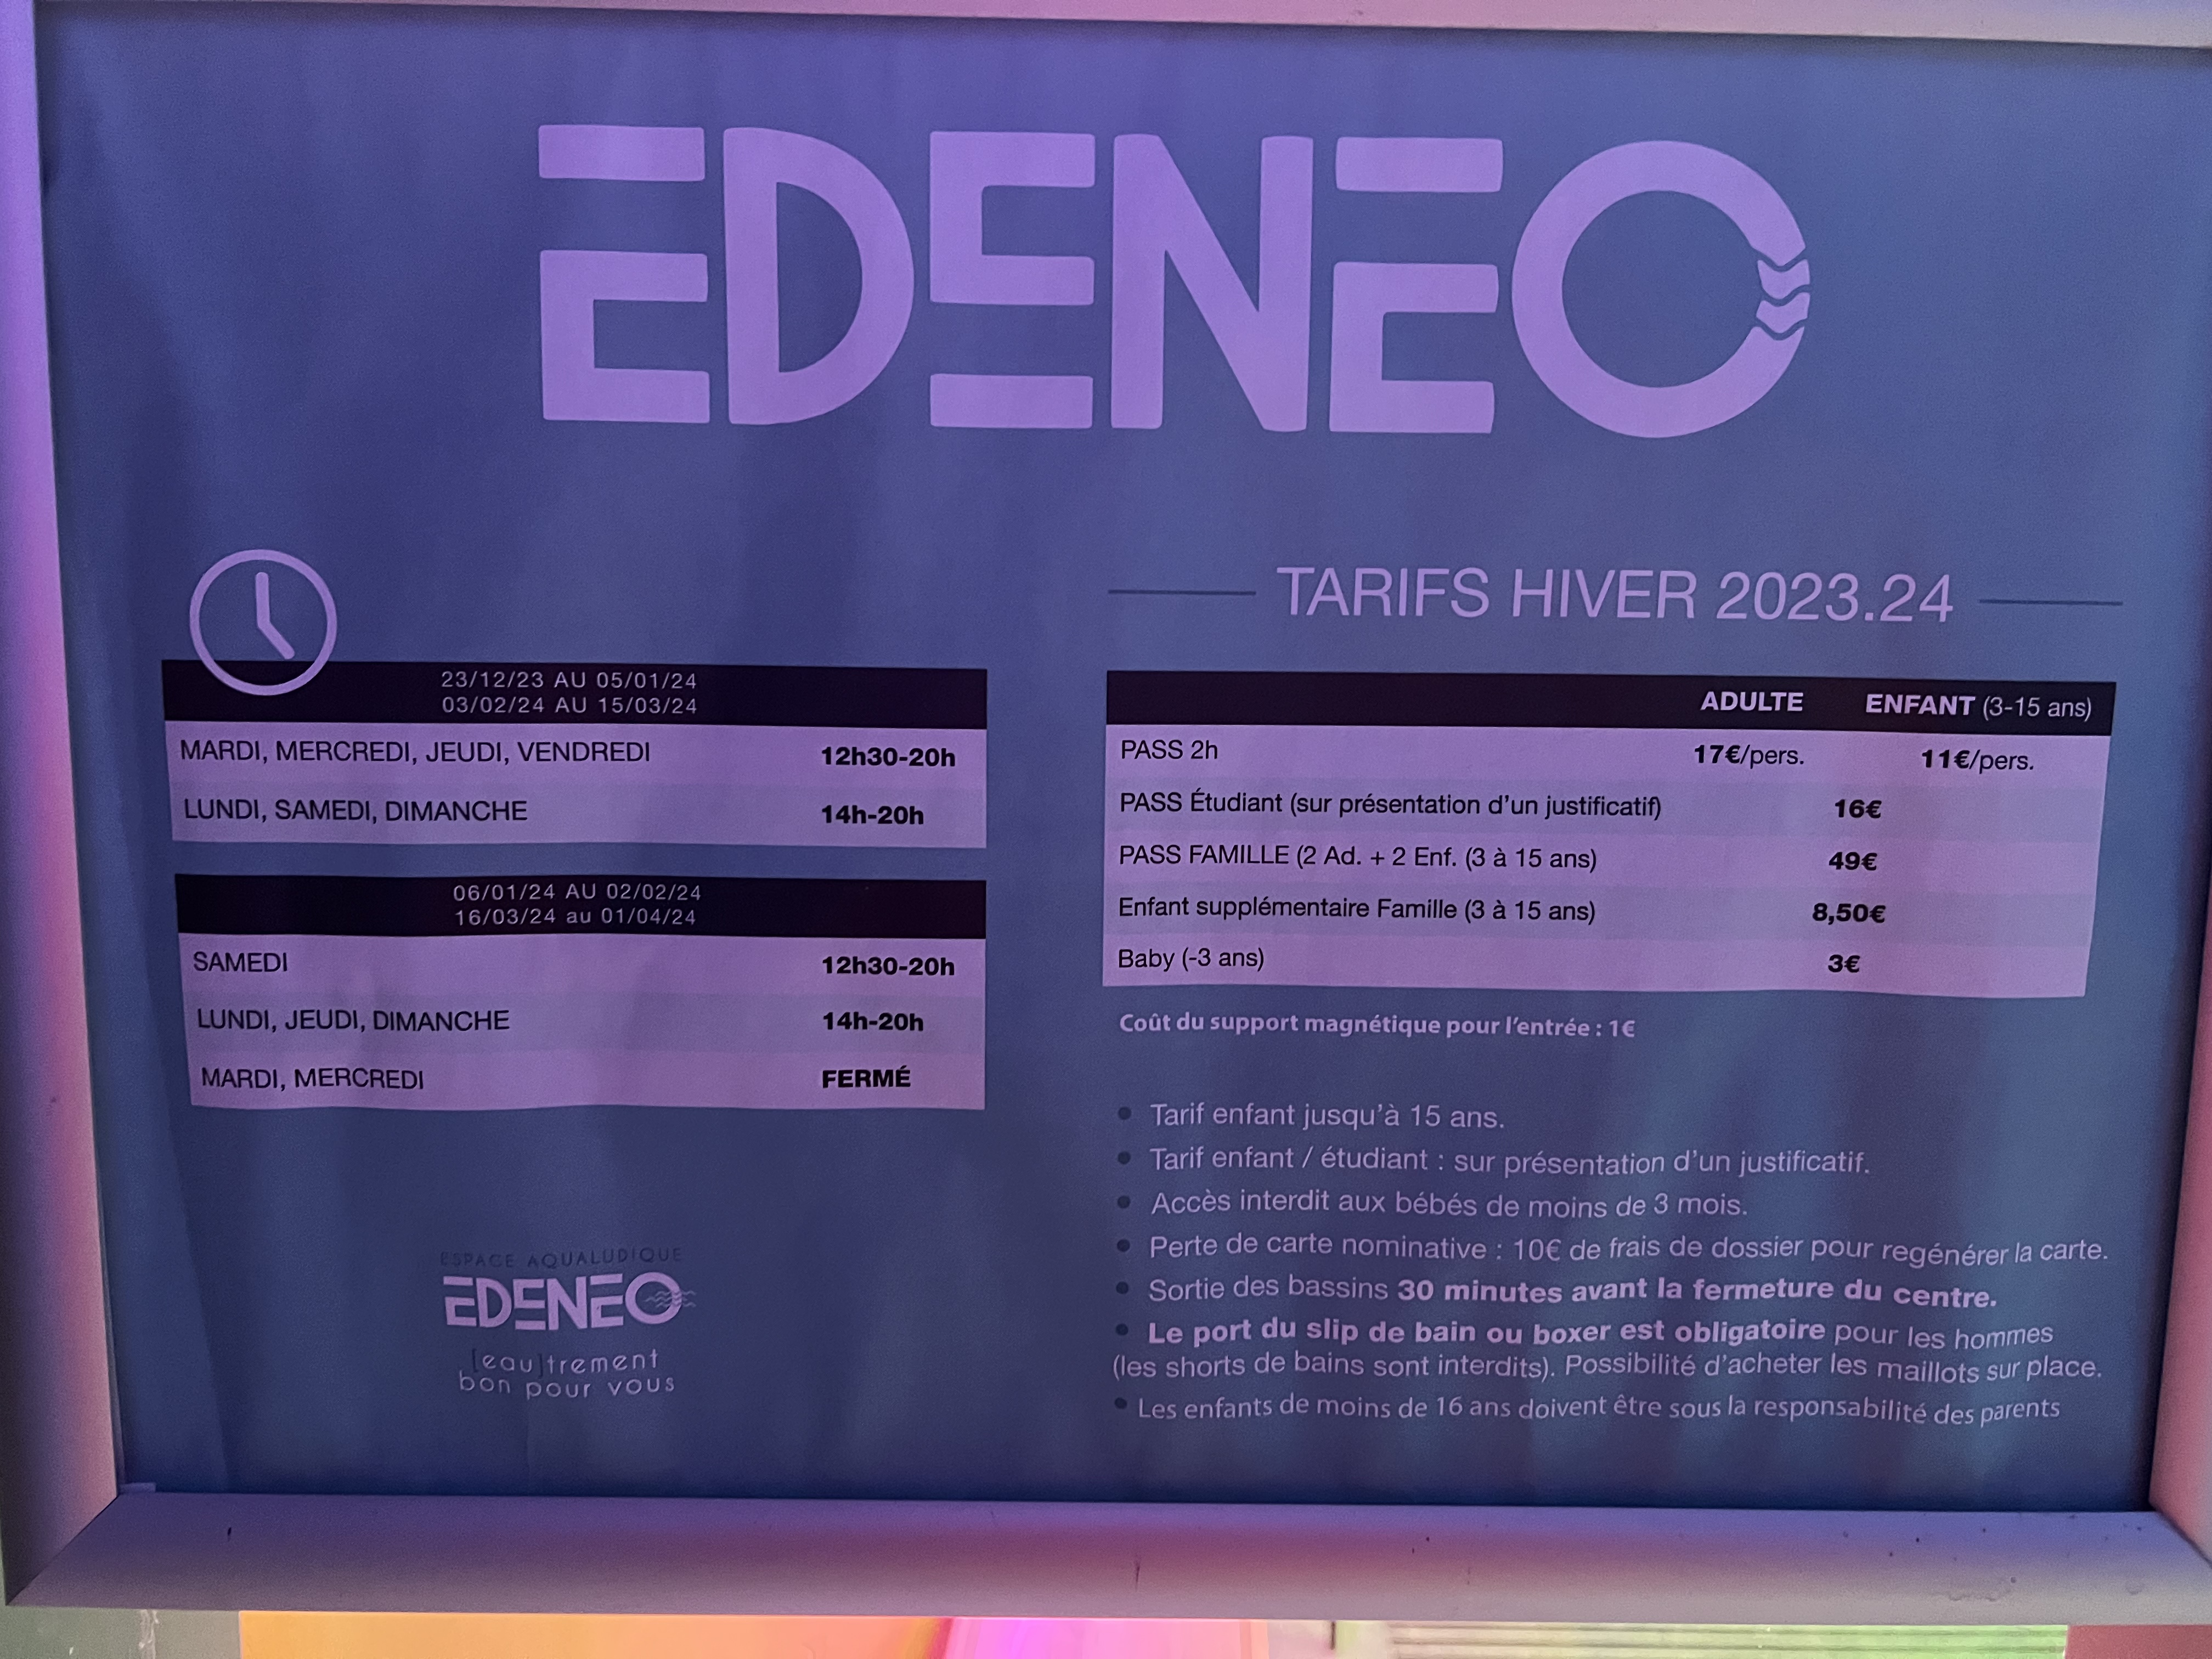 EDENEO
23/12/23 AU 05/01/24
03/02/24 AU 15/03/24
MARDI, MERCREDI, JEUDI, VENDREDI 12h30-20h
LUNDI, SAMEDI, DIMANCHE 14h-20h
06/01/24 AU 02/02/24
16/03/24 au 01/04/24
SAMEDI 12h30-20h
LUNDI, JEUDI, DIMANCHE 14h-20h
MARDI, MERCREDI FERMÉ
ESPACE AQUALUDIQUE
EDENEO
[eau]trement
bon pour vous
TARIFS HIVER 2023.24
ADULTE ENFANT (3-15 ans)
PASS 2h 17€/pers. 11€/pers.
PASS Étudiant (sur présentation d'un justificatif) 16€
PASS FAMILLE (2 Ad. + 2 Enf. (3 à 15 ans) 49€
Enfant supplémentaire Famille (3 à 15 ans) 8,50€
Baby (-3 ans) 3€
Coût du support magnétique pour l'entrée : 1€
• Tarif enfant jusqu'à 15 ans.
• Tarif enfant / étudiant : sur présentation d'un justificatif.
• Accès interdit aux bébés de moins de 3 mois.
• Perte de carte nominative : 10€ de frais de dossier pour regénérer la carte.
• Sortie des bassins 30 minutes avant la fermeture du centre.
• Le port du slip de bain ou boxer est obligatoire pour les hommes
(les shorts de bains sont interdits). Possibilité d'acheter les maillots sur place.
• Les enfants de moins de 16 ans doivent être sous la responsabilité des parents